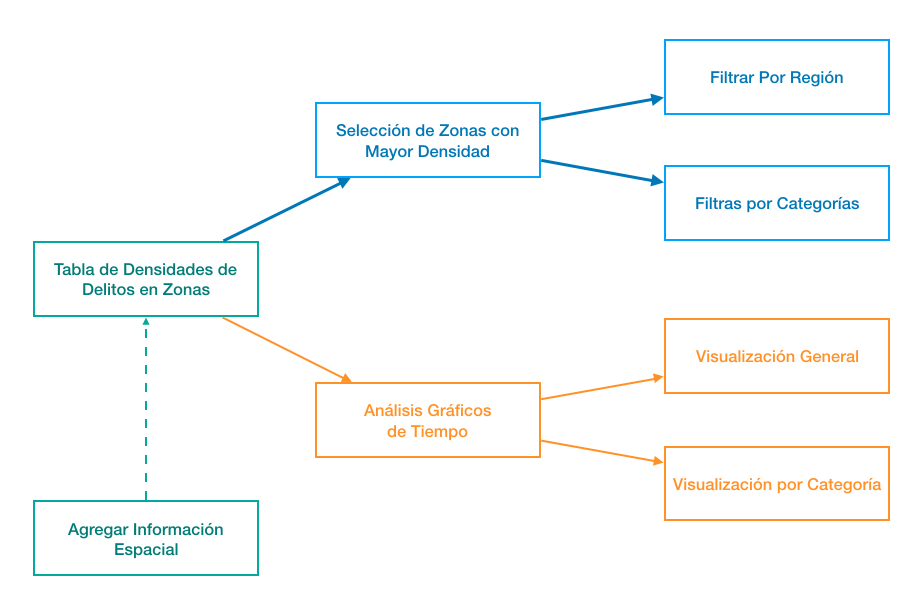 Filtrar Por Región
Selección de Zonas con
Mayor Densidad
Filtras por Categorías
Tabla de Densidades de
Delitos en Zonas
Visualización General
Análisis Gráficos
de Tiempo
Visualización por Categoría
Agregar Información
Espacial